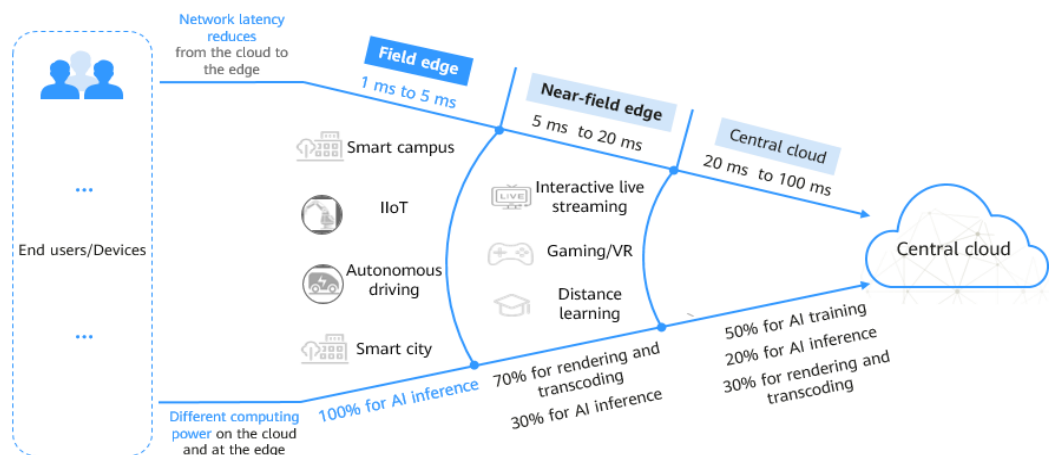 Network latency
reduces
from the cloud to
the edge
Field edge
1 ms to 5 ms
Near-field edge
5 ms to 20 ms
Central cloud
20 ms to 100 ms
...
End users/Devices
...
Smart campus
IIoT
Autonomous
driving
Smart city
LIVE
Interactive live
streaming
Gaming/VR
Distance
learning
Central cloud
Different computing
power on the cloud
and at the edge
100% for AI inference
70% for rendering and
transcoding
30% for AI inference
50% for AI training
20% for AI inference
30% for rendering and
transcoding